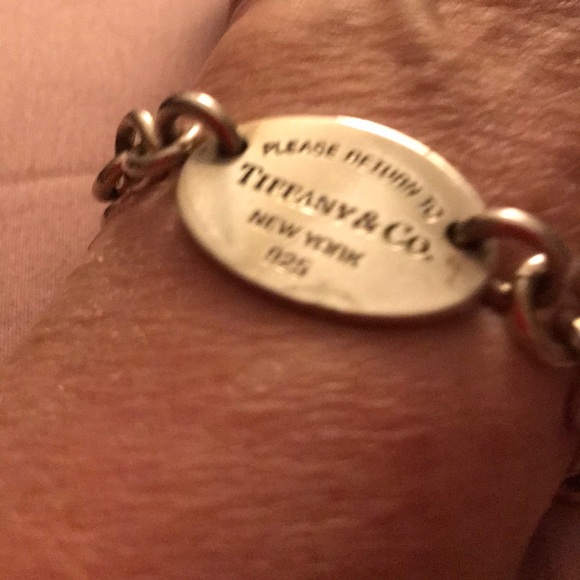 PLEASE RETURN TO
TIFFANY & CO.
NEW YORK
925